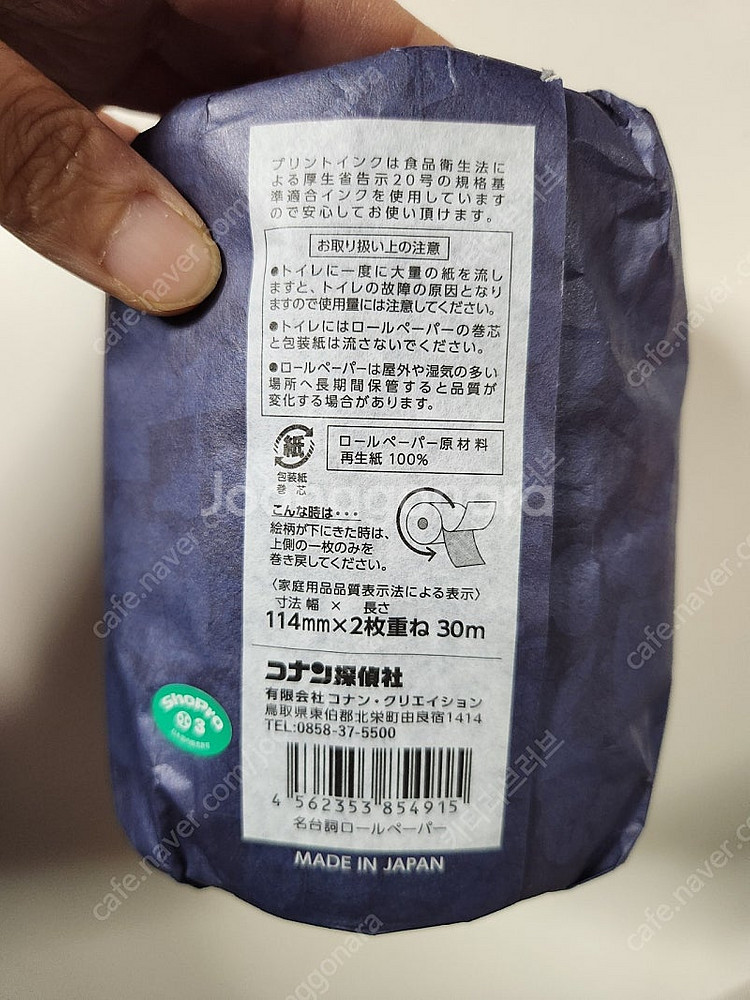 プリントインクは食品衛生法に
よる厚生省告示20号の規格基
準適合インクを使用しています
ので安心してお使い頂けます。
お取り扱い上の注意
●トイレに一度に大量の紙を流し
ますと、トイレの故障の原因となり
ますので使用量には注意してください。
●トイレにはロールペーパーの巻芯
と包装紙は流さないでください。
●ロールペーパーは屋外や湿気の多い
場所へ長期間保管すると品質が
変化する場合があります。
紙
包装紙
巻 芯
ロールペーパー原材料
再生紙 100%
こんな時は・・・
絵柄が下にきた時は、
上側の一枚のみを
巻き戻してください。
〈家庭用品品質表示法による表示〉
寸法 幅 × 長さ
114mm×2枚重ね 30m
コナン探偵社
有限会社コナン・クリエイション
鳥取県東伯郡北栄町由良宿1414
TEL:0858-37-5500
4 562353 854915
名台詞ロールペーパー
MADE IN JAPAN
ShoPro
3
Joonggonara
cafe.naver.com/joonggonara